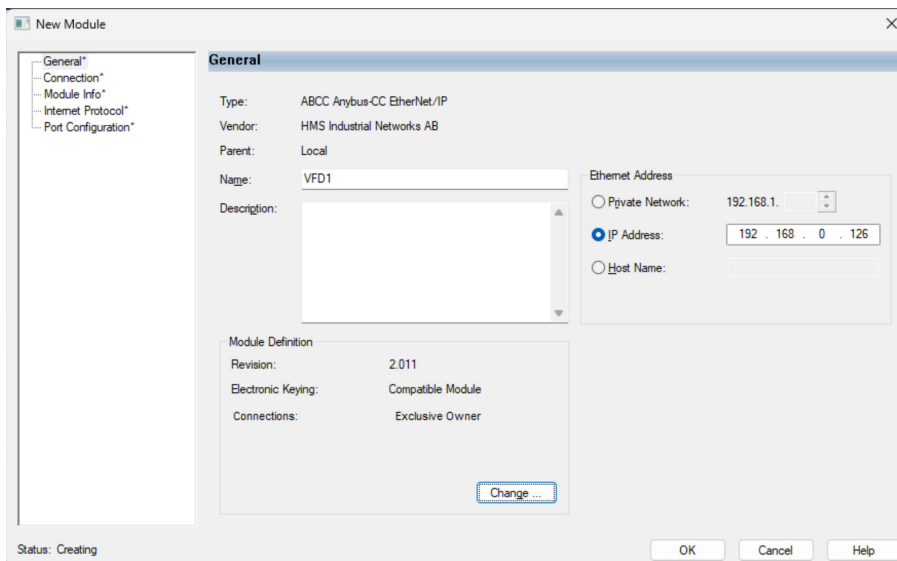 New Module
General*
Connection*
Module Info*
Internet Protocol*
Port Configuration*
General
Type: ABCC Anybus-CC EtherNet/IP
Vendor: HMS Industrial Networks AB
Parent: Local
Name: VFD1
Description:
Ethernet Address
Private Network: 192.168.1.
IP Address: 192 . 168 . 0 . 126
Host Name:
Module Definition
Revision: 2.011
Electronic Keying: Compatible Module
Connections: Exclusive Owner
Change ...
Status: Creating
OK Cancel Help